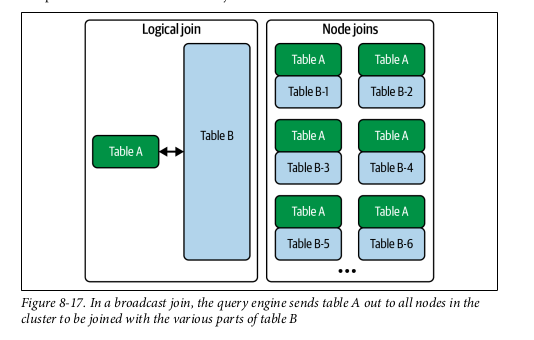 Logical join
Node joins
Table A
Table B
Table A
Table A
Table B-1
Table B-2
Table A
Table A
Table B-3
Table B-4
Table A
Table A
Table B-5
Table B-6
•••
Figure 8-17. In a broadcast join, the query engine sends table A out to all nodes in the
cluster to be joined with the various parts of table B